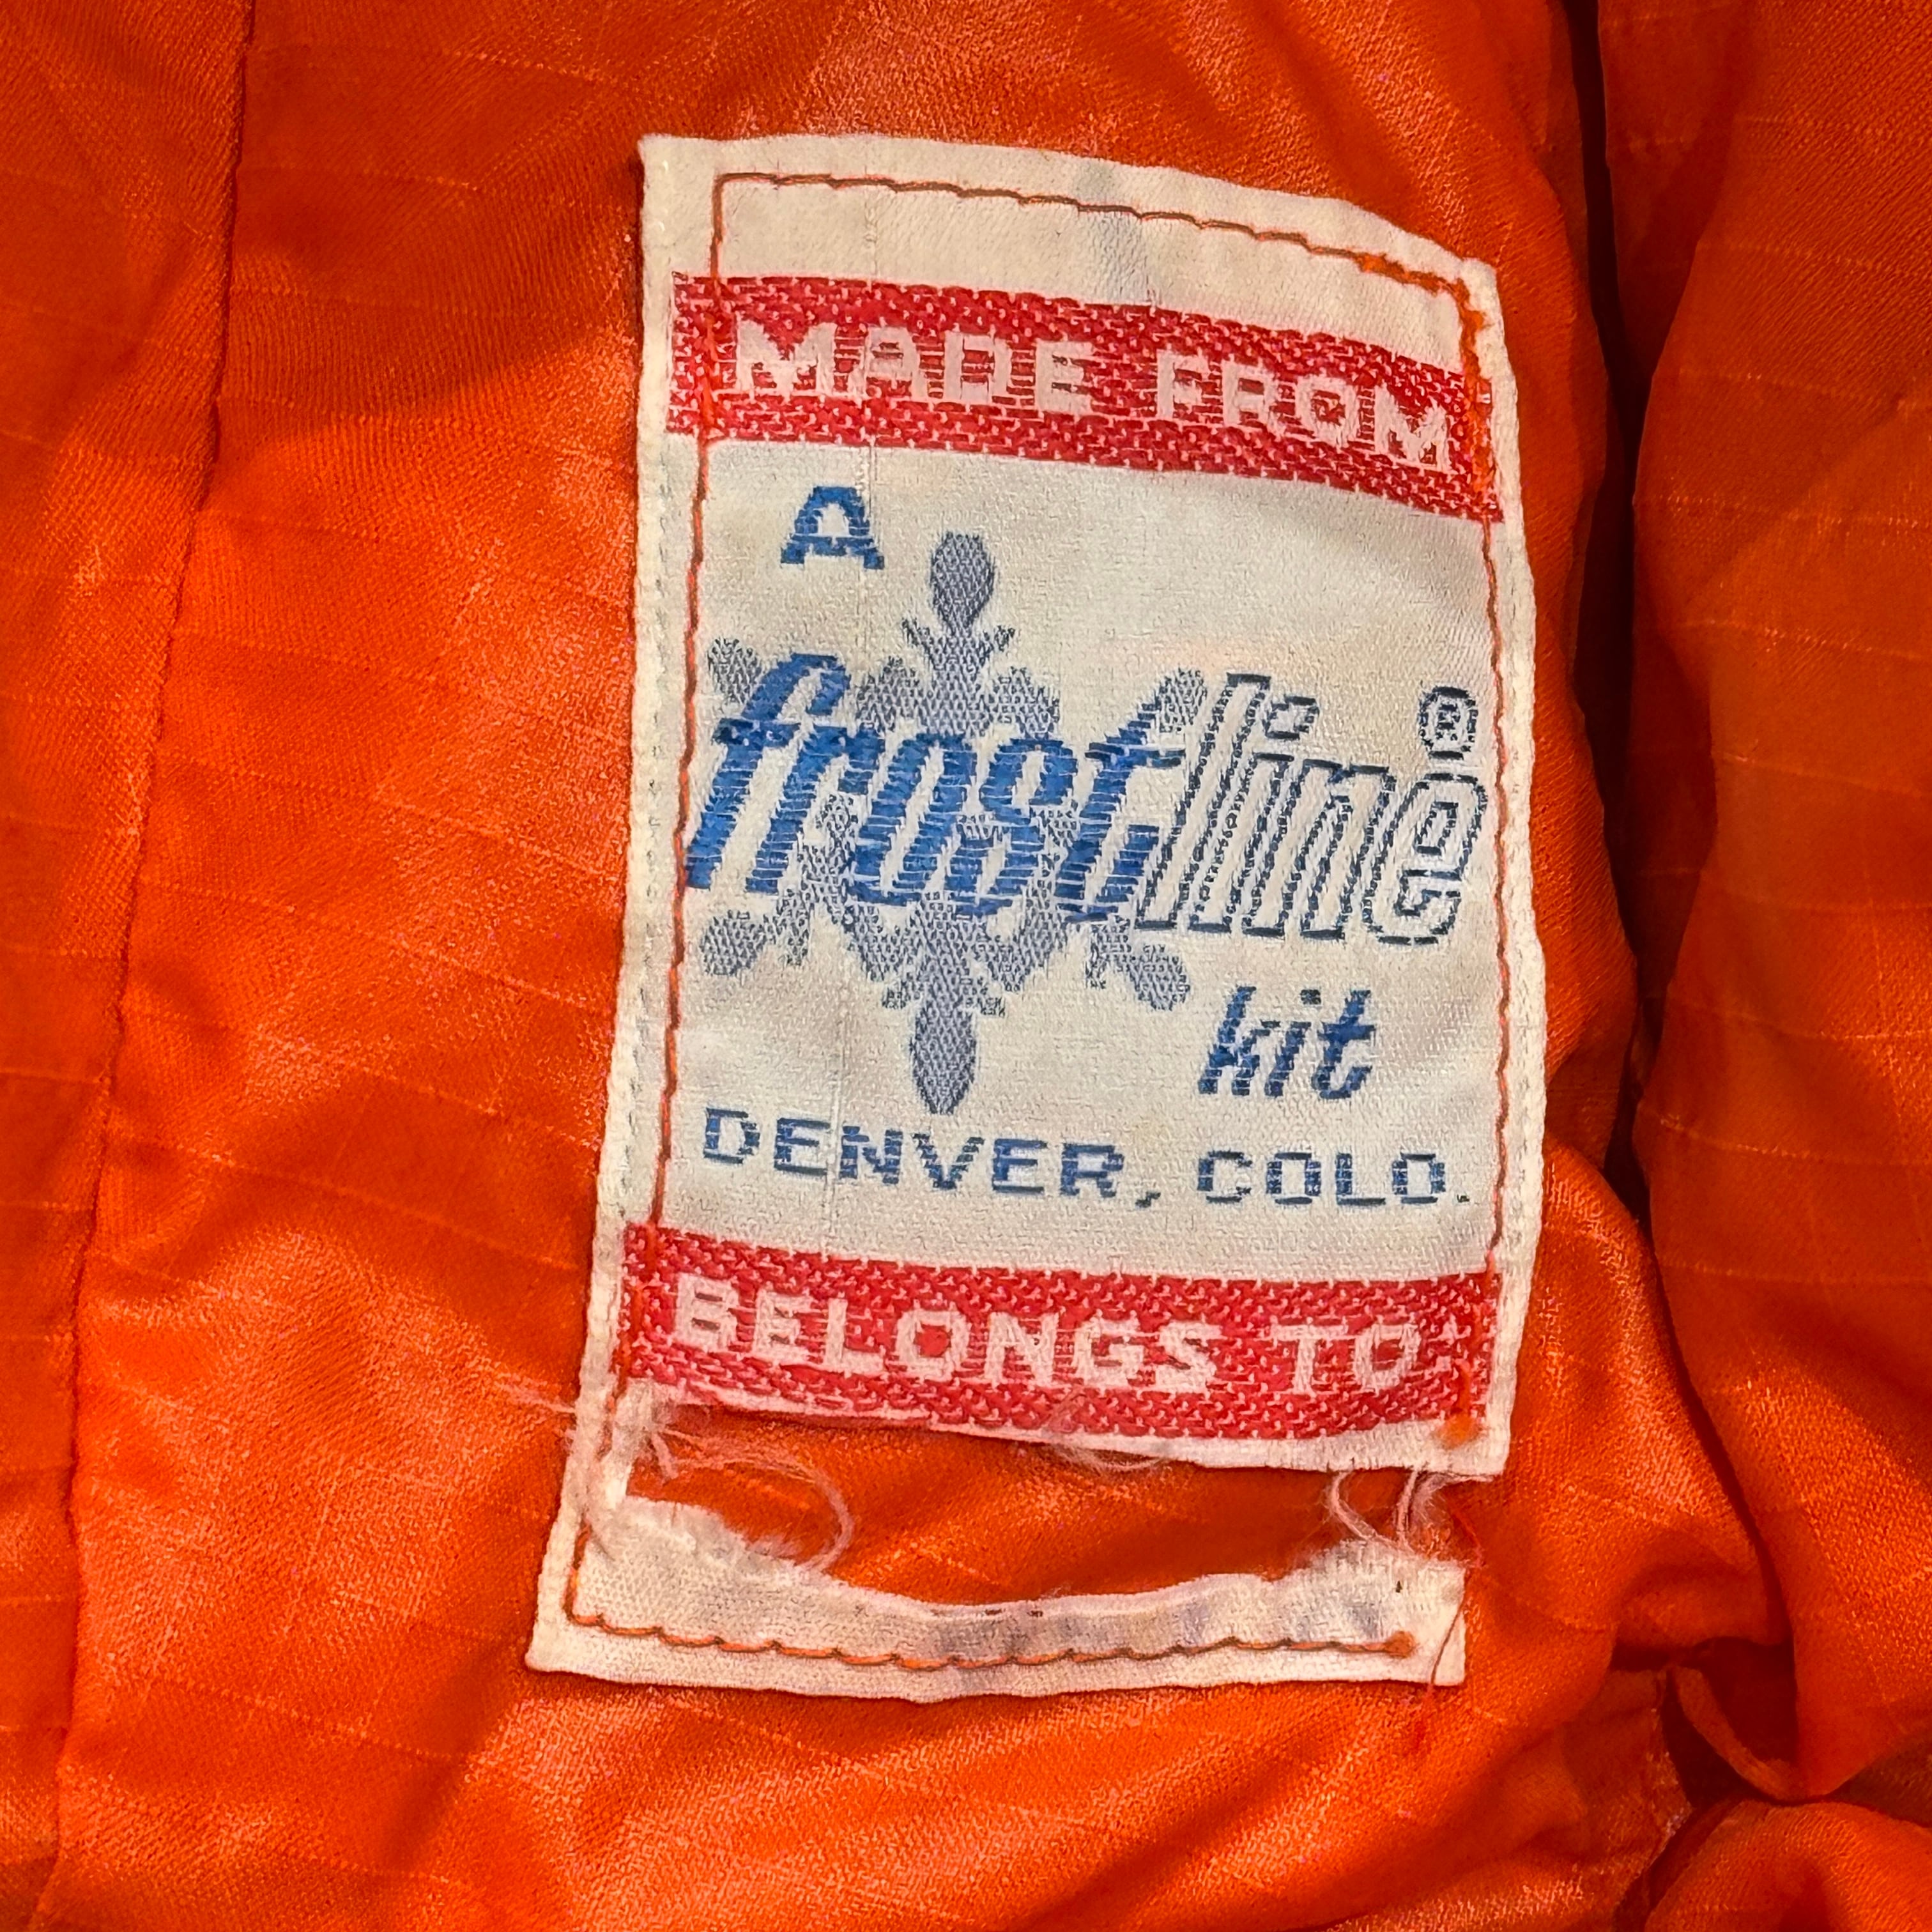 MADE FROM
A
frostline®
kit
DENVER, COLO.
BELONGS TO: